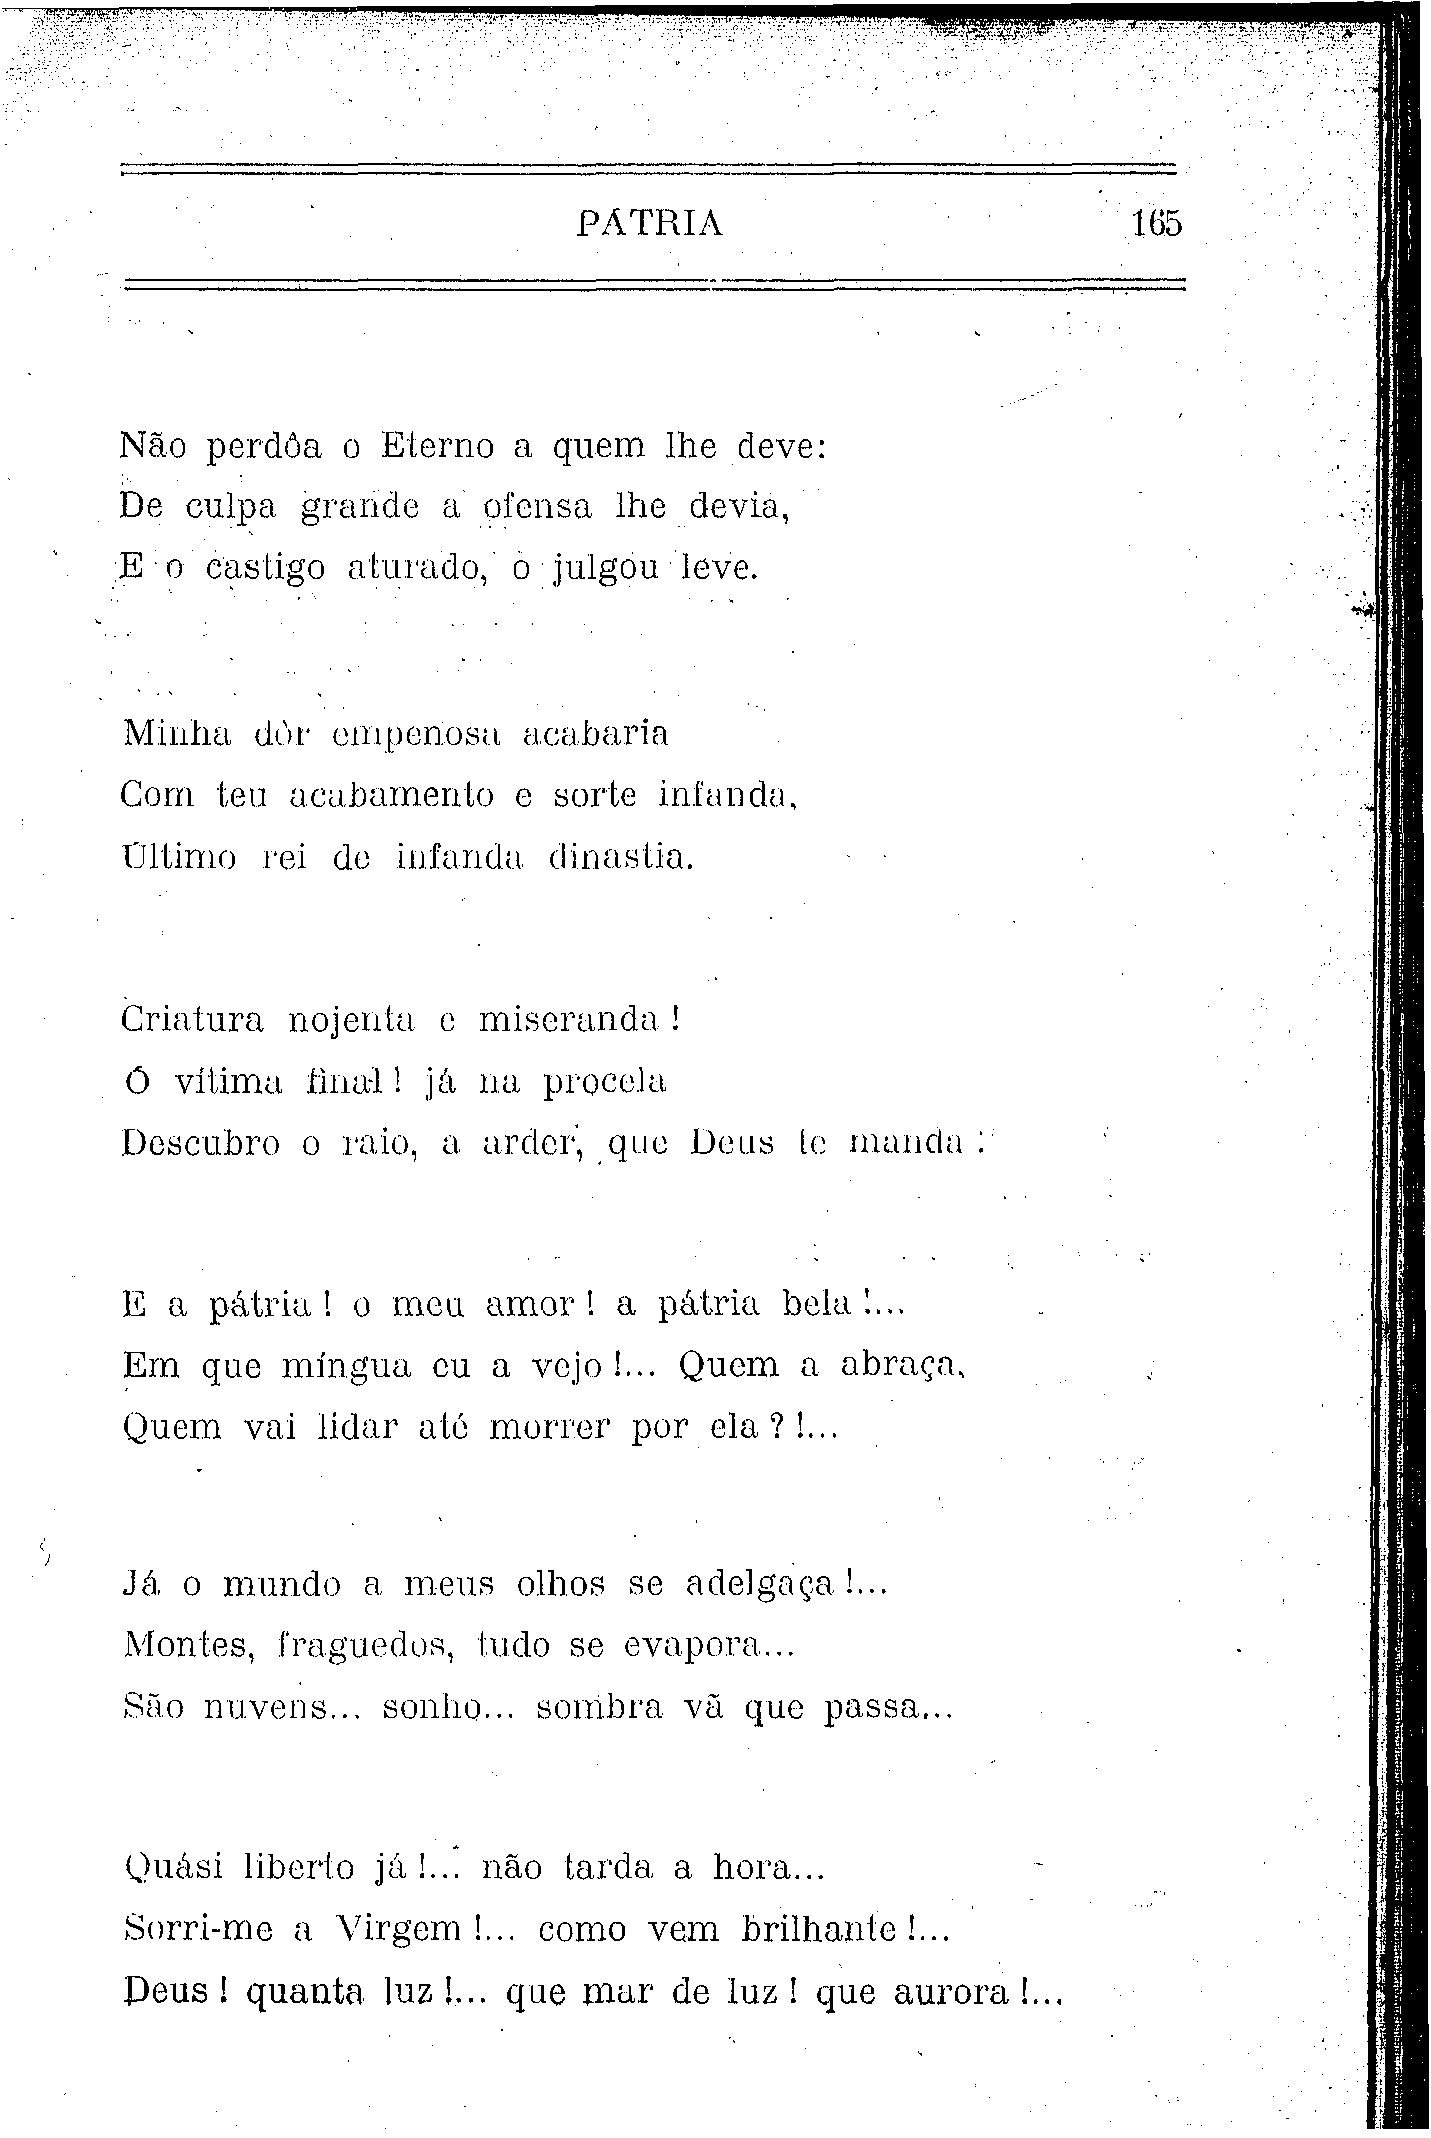 PÁTRIA 165
Não perdôa o Eterno a quem lhe deve:
De culpa grande a ofensa lhe devia,
E o castigo aturado, o julgou leve.
Minha dôr empenosa acabaria
Com teu acabamento e sorte infanda,
Último rei de infanda dinastia.
Criatura nojenta e miseranda !
Ó vítima final ! já na procela
Descubro o raio, a arder, que Deus te manda !
E a pátria ! o meu amor ! a pátria bela !...
Em que míngua eu a vejo !... Quem a abraça,
Quem vai lidar até morrer por ela ? !...
Já o mundo a meus olhos se adelgaça !...
Montes, fraguedos, tudo se evapora...
São nuvens... sonho... sombra vã que passa...
Quási liberto já !... não tarda a hora...
Sorri-me a Virgem !... como vem brilhante !...
Deus ! quanta luz !... que mar de luz ! que aurora !...